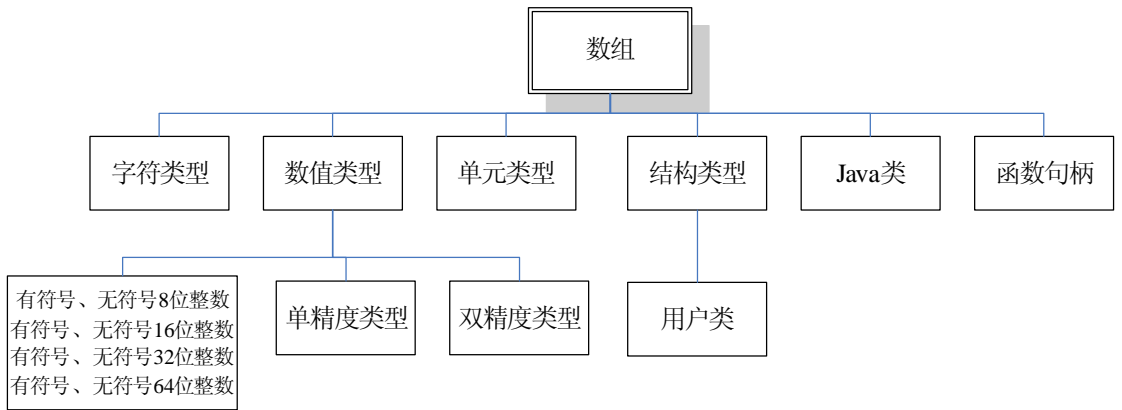 数组
字符类型
数值类型
单元类型
结构类型
Java类
函数句柄
有符号、无符号8位整数
有符号、无符号16位整数
有符号、无符号32位整数
有符号、无符号64位整数
单精度类型
双精度类型
用户类